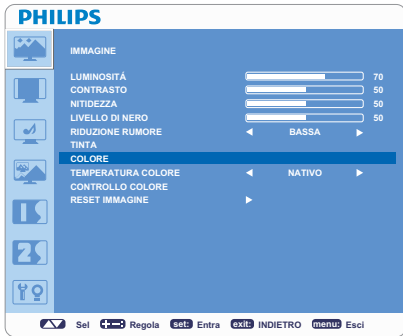 PHILIPS
IMMAGINE
LUMINOSITÁ 70
CONTRASTO 50
NITIDEZZA 50
LIVELLO DI NERO 50
RIDUZIONE RUMORE BASSA
TINTA
COLORE
TEMPERATURA COLORE NATIVO
CONTROLLO COLORE
RESET IMMAGINE
Sel Regola set: Entra exit: INDIETRO menu: Esci